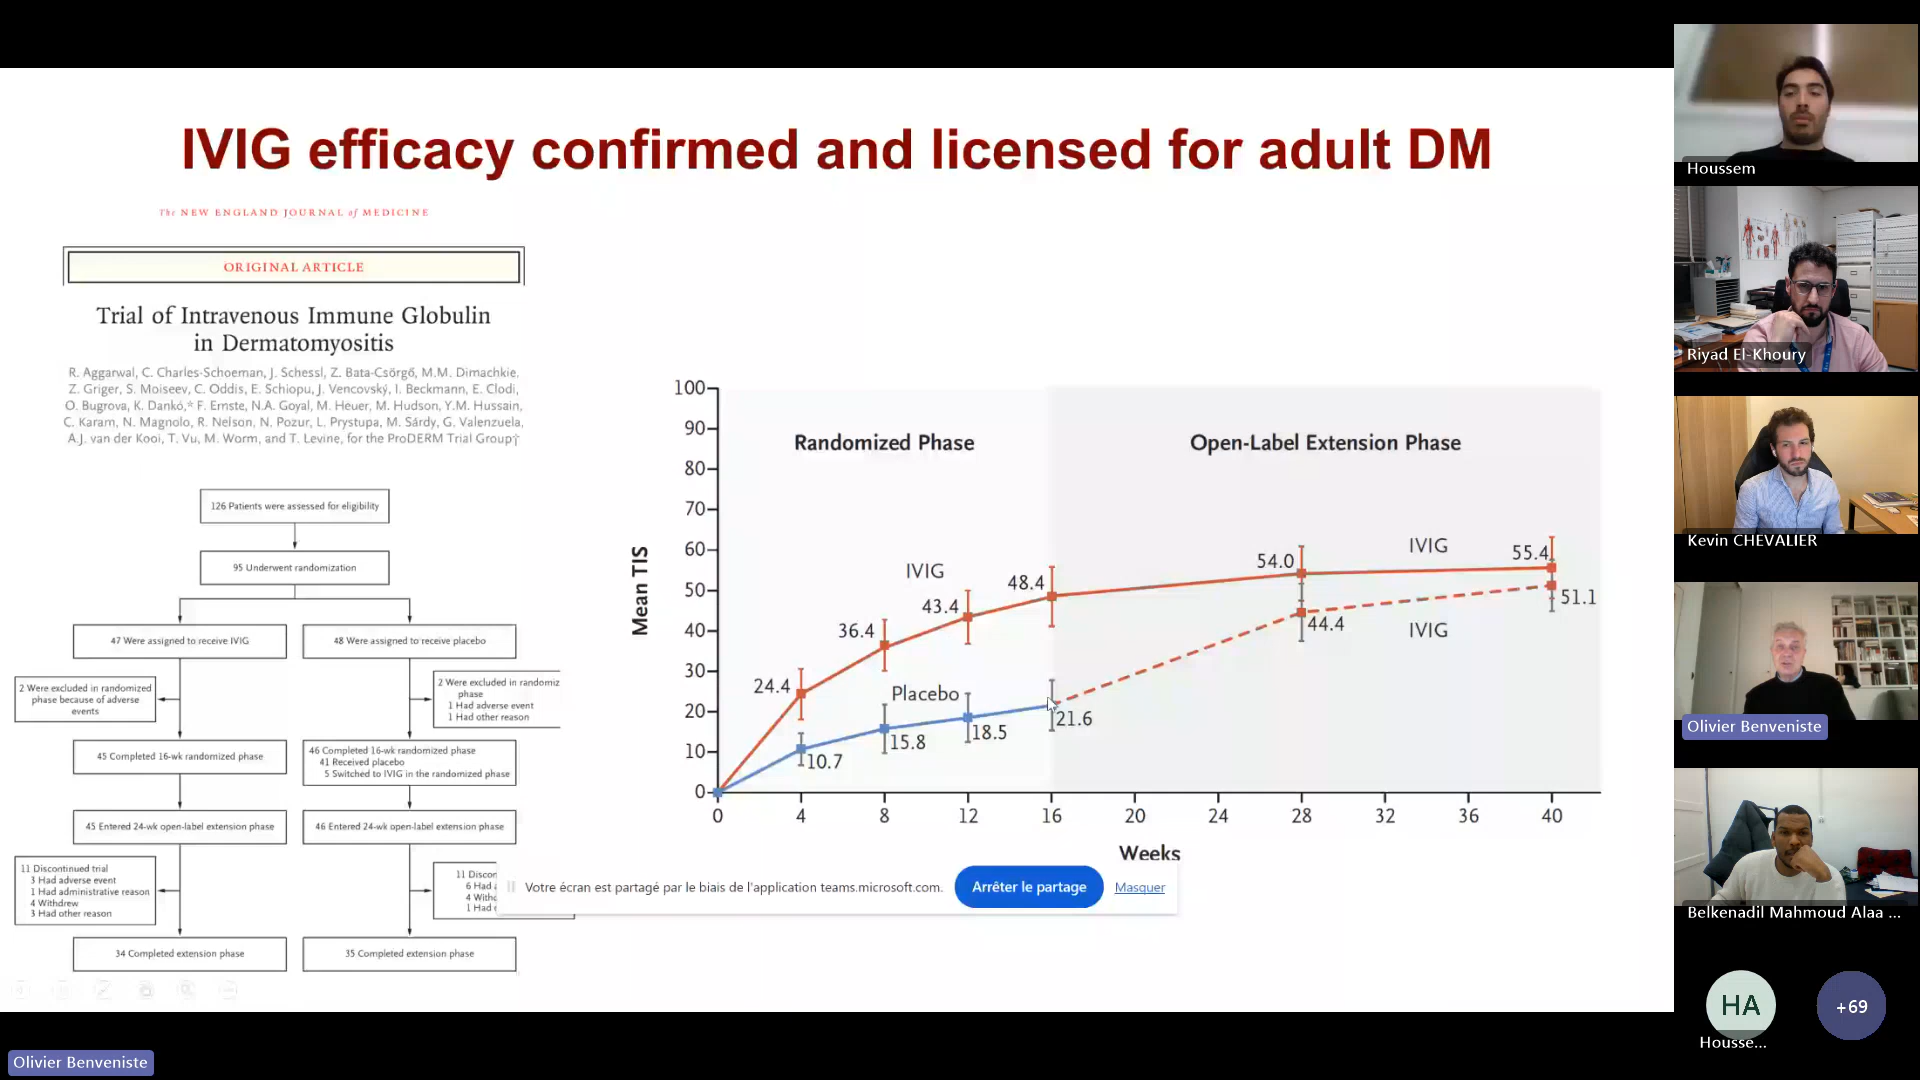 IVIG efficacy confirmed and licensed for adult DM
The NEW ENGLAND JOURNAL of MEDICINE
ORIGINAL ARTICLE
Trial of Intravenous Immune Globulin
in Dermatomyositis
R. Aggarwal, C. Charles-Schoeman, J. Schessl, Z. Bata-Csörgő, M.M. Dimachkie,
Z. Griger, S. Moiseev, C. Oddis, E. Schiopu, J. Vencovský, I. Beckmann, E. Clodi,
O. Bugrova, K. Dankó,* F. Ernste, N.A. Goyal, M. Heuer, M. Hudson, Y.M. Hussain,
C. Karam, N. Magnolo, R. Nelson, N. Pozur, L. Prystupa, M. Sárdy, G. Valenzuela,
A.J. van der Kooi, T. Vu, M. Worm, and T. Levine, for the ProDERM Trial Group†
126 Patients were assessed for eligibility
95 Underwent randomization
47 Were assigned to receive IVIG
48 Were assigned to receive placebo
2 Were excluded in randomized
phase because of adverse
events
2 Were excluded in randomiz
phase
1 Had adverse event
1 Had other reason
45 Completed 16-wk randomized phase
46 Completed 16-wk randomized phase
41 Received placebo
5 Switched to IVIG in the randomized phase
45 Entered 24-wk open-label extension phase
46 Entered 24-wk open-label extension phase
11 Discontinued trial
3 Had adverse event
1 Had administrative reason
4 Withdrew
3 Had other reason
11 Discon
6 Had
4 Withd
1 Had
34 Completed extension phase
35 Completed extension phase
Mean TIS
100
90
80
70
60
50
40
30
20
10
0
Randomized Phase
Open-Label Extension Phase
IVIG
24.4
36.4
43.4
48.4
54.0
IVIG
55.4
Placebo
10.7
15.8
18.5
21.6
44.4
IVIG
51.1
0 4 8 12 16 20 24 28 32 36 40
Weeks
Votre écran est partagé par le biais de l'application teams.microsoft.com.
Arrêter le partage
Masquer
Houssem
Riyad El-Khoury
Kevin CHEVALIER
Olivier Benveniste
Belkenadil Mahmoud Alaa ...
HA
Housse...
+69
Olivier Benveniste